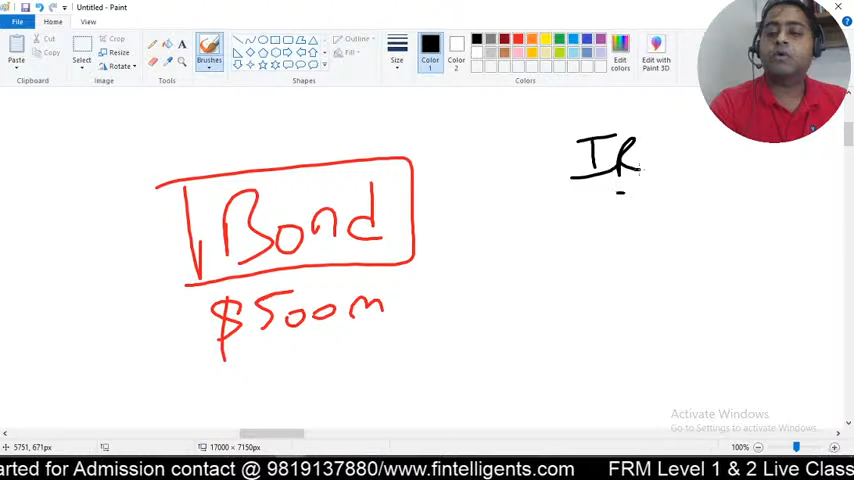 Untitled - Paint
File
Home
View
Paste
Cut
Copy
Clipboard
Select
Crop
Resize
Rotate
Image
Tools
Brushes
Outline
Fill
Shapes
Size
Color 1
Color 2
Edit colors
Edit with Paint 3D
Colors
IR
Bond
$500m
Activate Windows
Go to Settings to activate Windows.
5751, 671px
17000 × 7150px
100%
arted for Admission contact @ 9819137880/www.fintelligents.com
FRM Level 1 & 2 Live Class